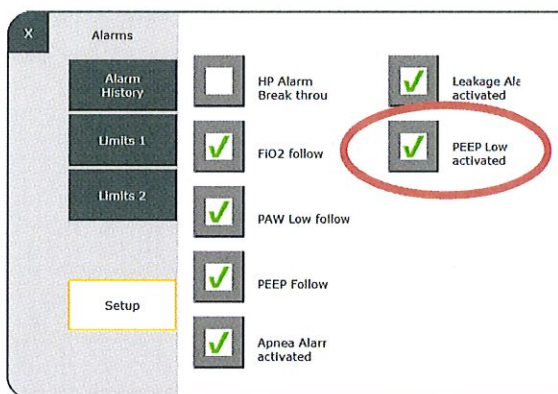 X
Alarms
Alarm
History
Limits 1
Limits 2
Setup
HP Alarm
Break throu
FiO2 follow
PAW Low follow
PEEP Follow
Apnea Alarr
activated
Leakage Ala
activated
PEEP Low
activated